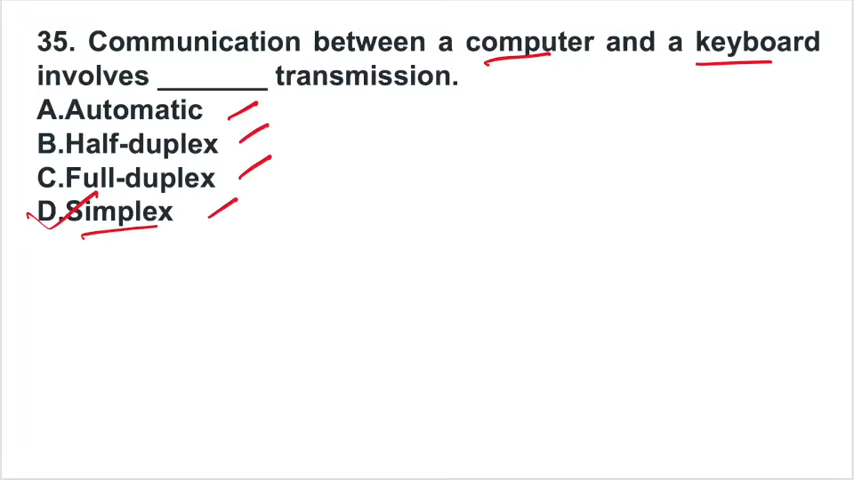 35. Communication between a computer and a keyboard
involves _______ transmission.
A.Automatic
B.Half-duplex
C.Full-duplex
D.Simplex